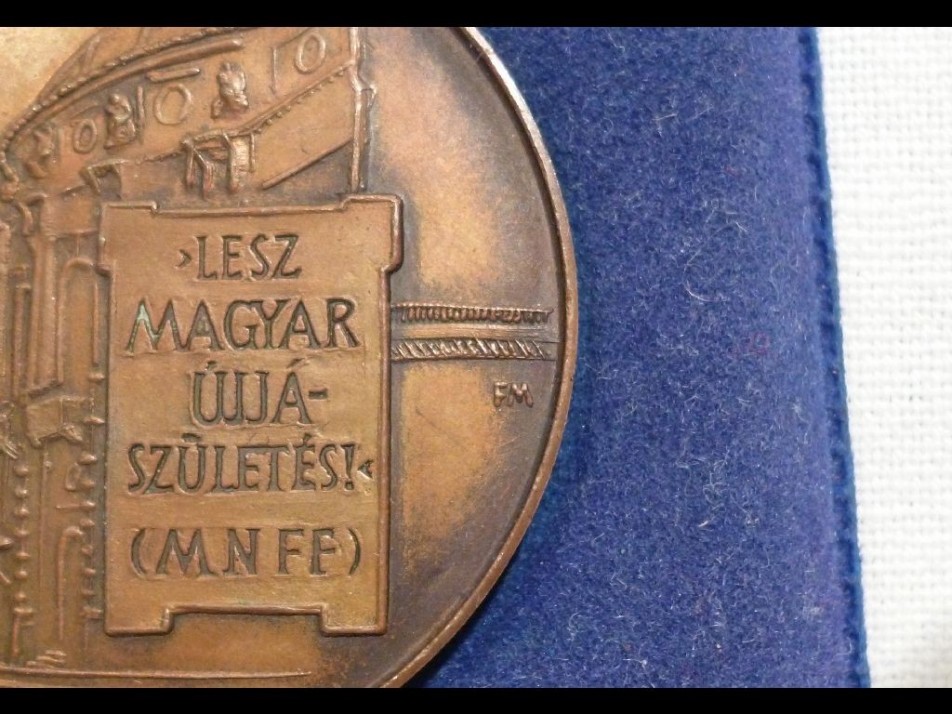 ›LESZ
MAGYAR
ÚJJÁ-
SZÜLETÉS!‹
(MNFF)
FM